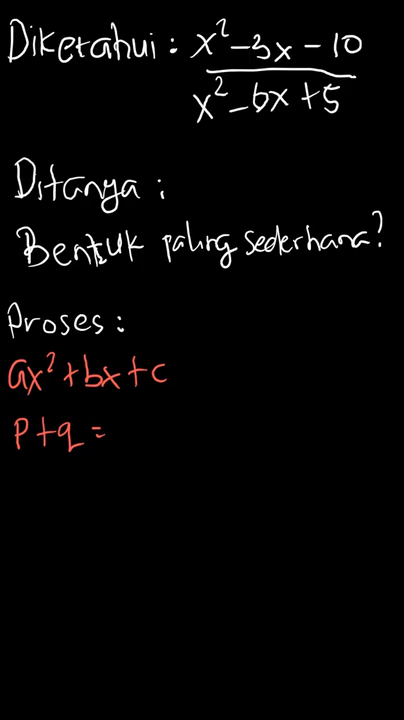 Diketahui : x² - 3x - 10
x² - 6x + 5
Ditanya :
Bentuk paling sederhana?
Proses :
ax² + bx + c
p + q =